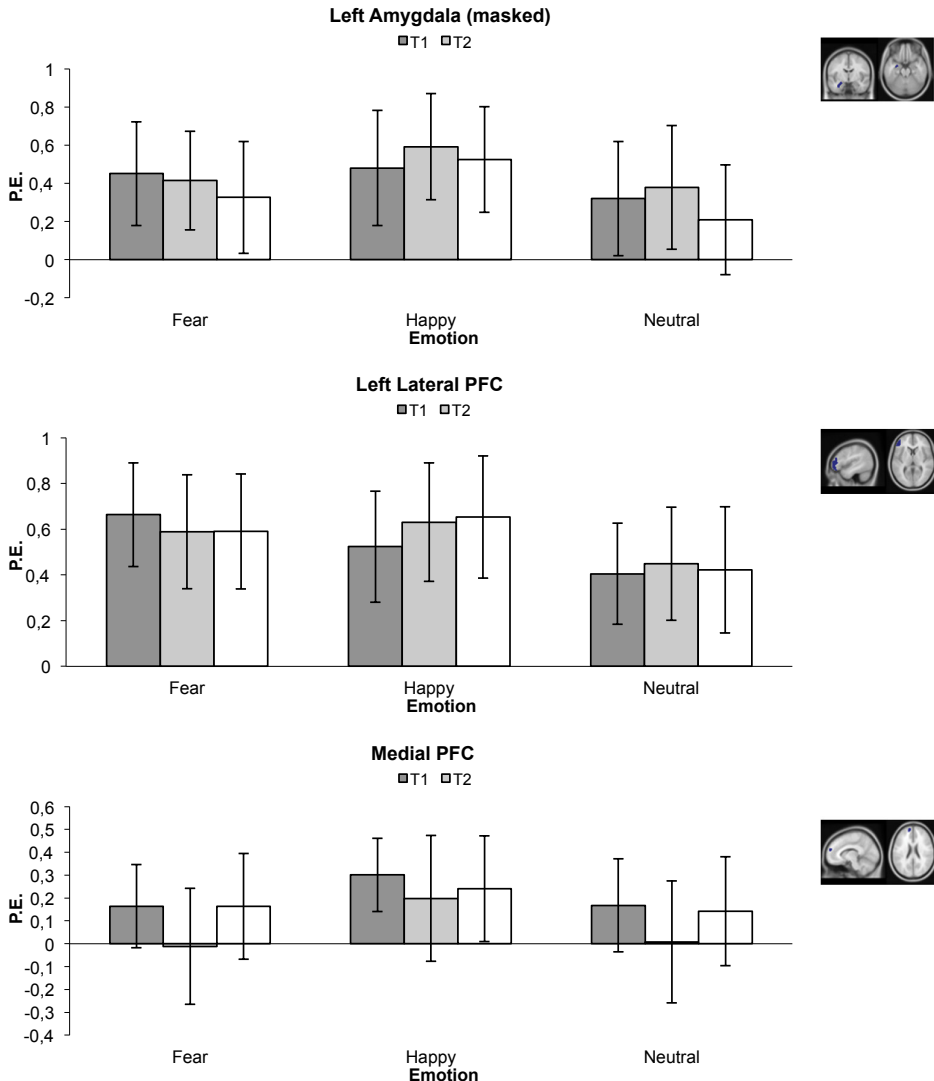 Left Amygdala (masked)
T1 T2
1
0,8
0,6
0,4
0,2
0
-0,2
P.E.
Fear Happy Neutral
Emotion
Left Lateral PFC
T1 T2
1
0,8
0,6
0,4
0,2
0
P.E.
Fear Happy Neutral
Emotion
Medial PFC
T1 T2
0,6
0,5
0,4
0,3
0,2
0,1
0
-0,1
-0,2
-0,3
-0,4
P.E.
Fear Happy Neutral
Emotion